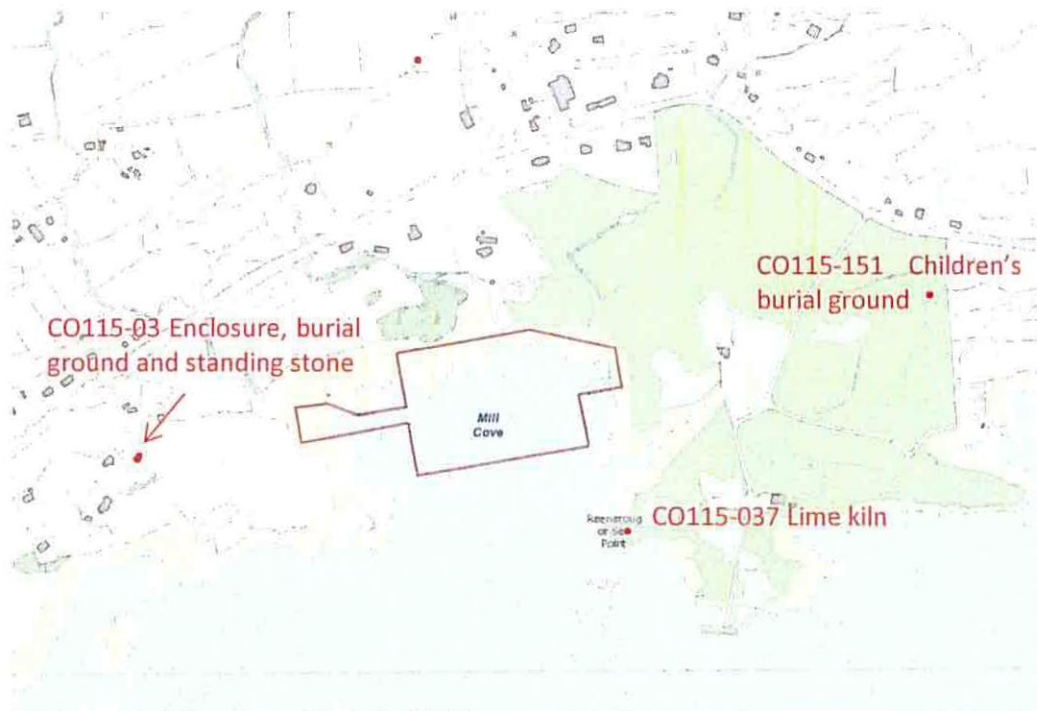 CO115-151 Children's
burial ground
CO115-03 Enclosure, burial
ground and standing stone
Mill
Cove
CO115-037 Lime kiln
Point